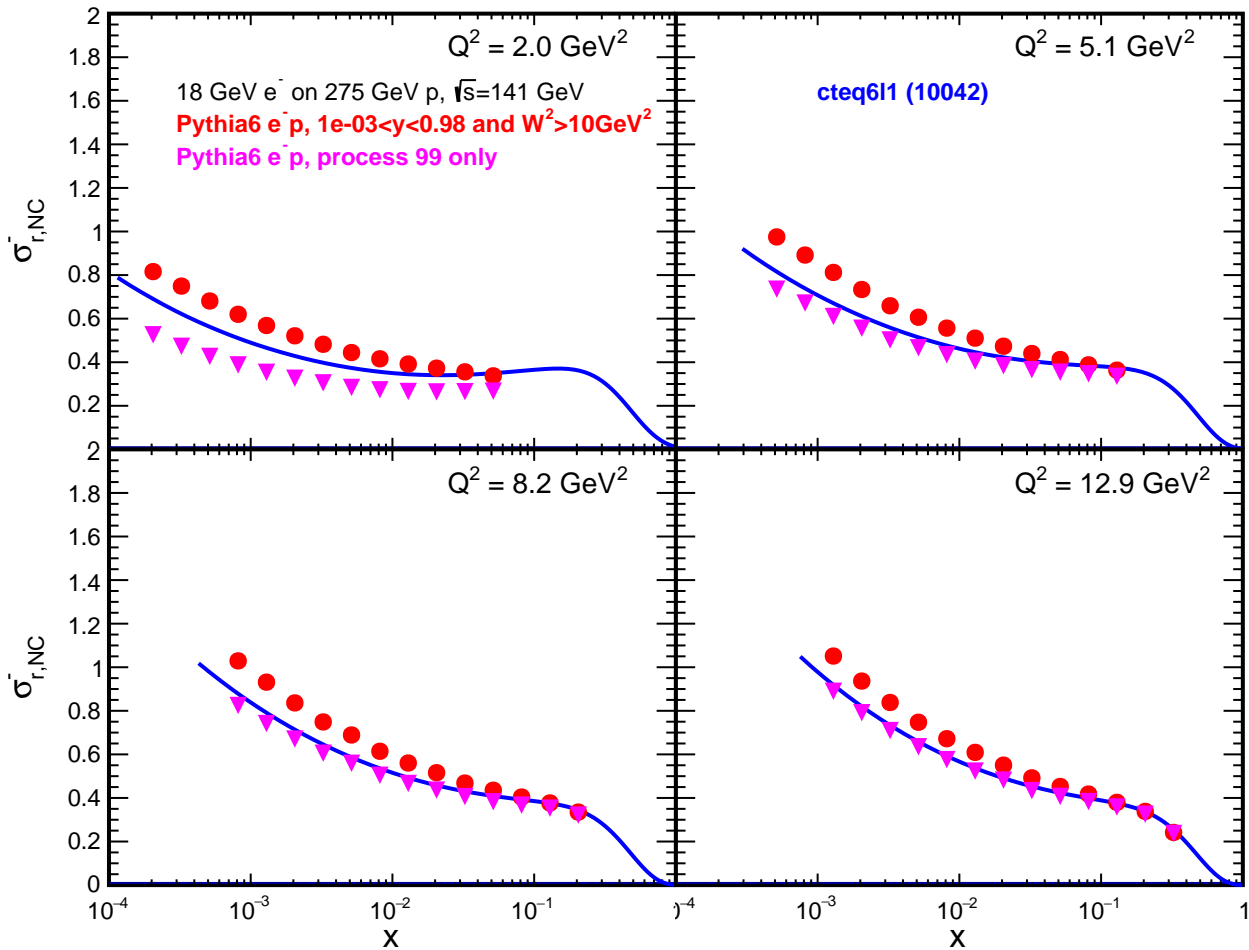 Q² = 2.0 GeV²
18 GeV e⁻ on 275 GeV p, √s=141 GeV
Pythia6 e⁻p, 1e-03<y<0.98 and W²>10GeV²
Pythia6 e⁻p, process 99 only
σ⁻r,NC
2
1.8
1.6
1.4
1.2
1
0.8
0.6
0.4
0.2
Q² = 5.1 GeV²
cteq6l1 (10042)
Q² = 8.2 GeV²
σ⁻r,NC
2
1.8
1.6
1.4
1.2
1
0.8
0.6
0.4
0.2
0
10⁻⁴ 10⁻³ 10⁻² 10⁻¹
x
Q² = 12.9 GeV²
)⁻⁴ 10⁻³ 10⁻² 10⁻¹ 1
x